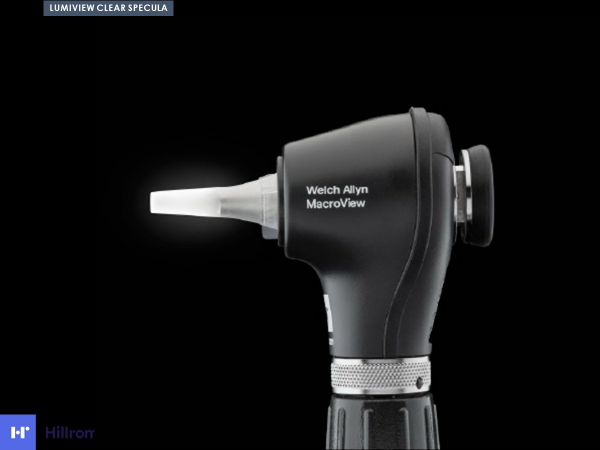 LUMIVIEW CLEAR SPECULA
Welch Allyn
MacroView
Hillrom